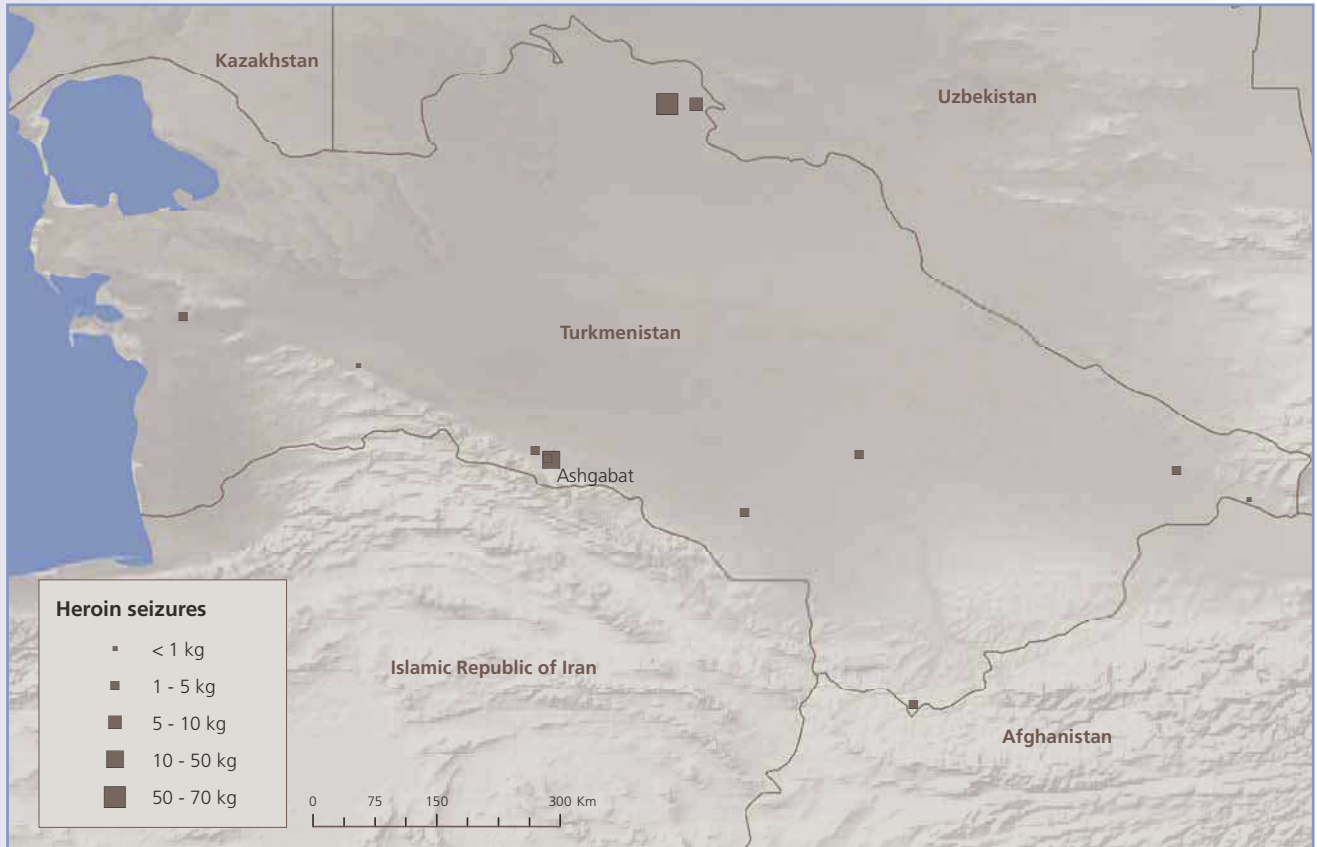 Kazakhstan
Uzbekistan
Turkmenistan
Ashgabat
Heroin seizures
< 1 kg
1 - 5 kg
5 - 10 kg
10 - 50 kg
50 - 70 kg
Islamic Republic of Iran
Afghanistan
0 75 150 300 Km